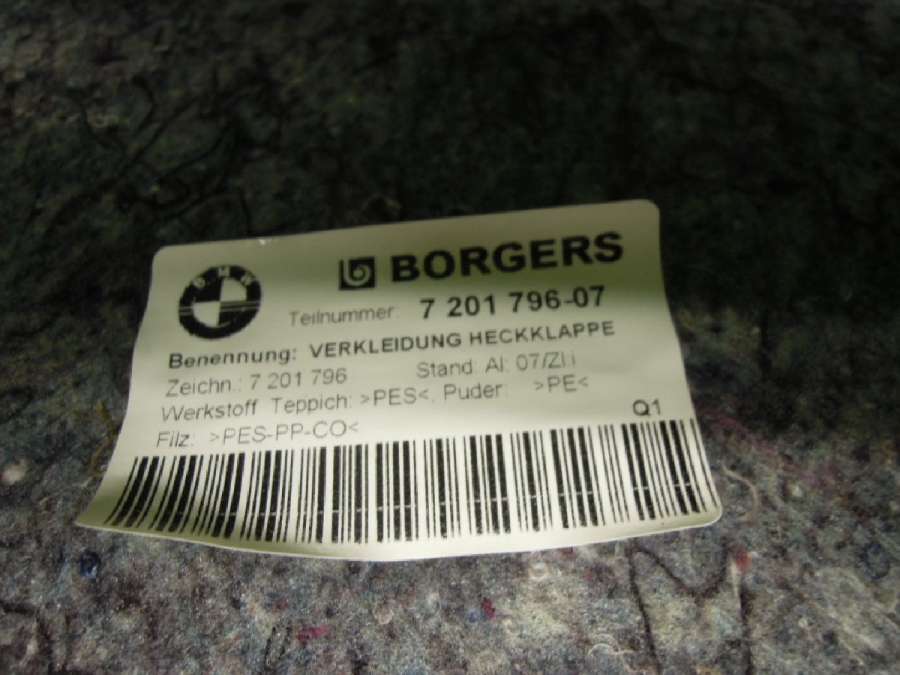 BMW
BORGERS
Teilnummer: 7 201 796-07
Benennung: VERKLEIDUNG HECKKLAPPE
Zeichn.: 7 201 796 Stand: AI: 07/ZI.i
Werkstoff Teppich: >PES<, Puder: >PE<
Filz: >PES-PP-CO<
Q1